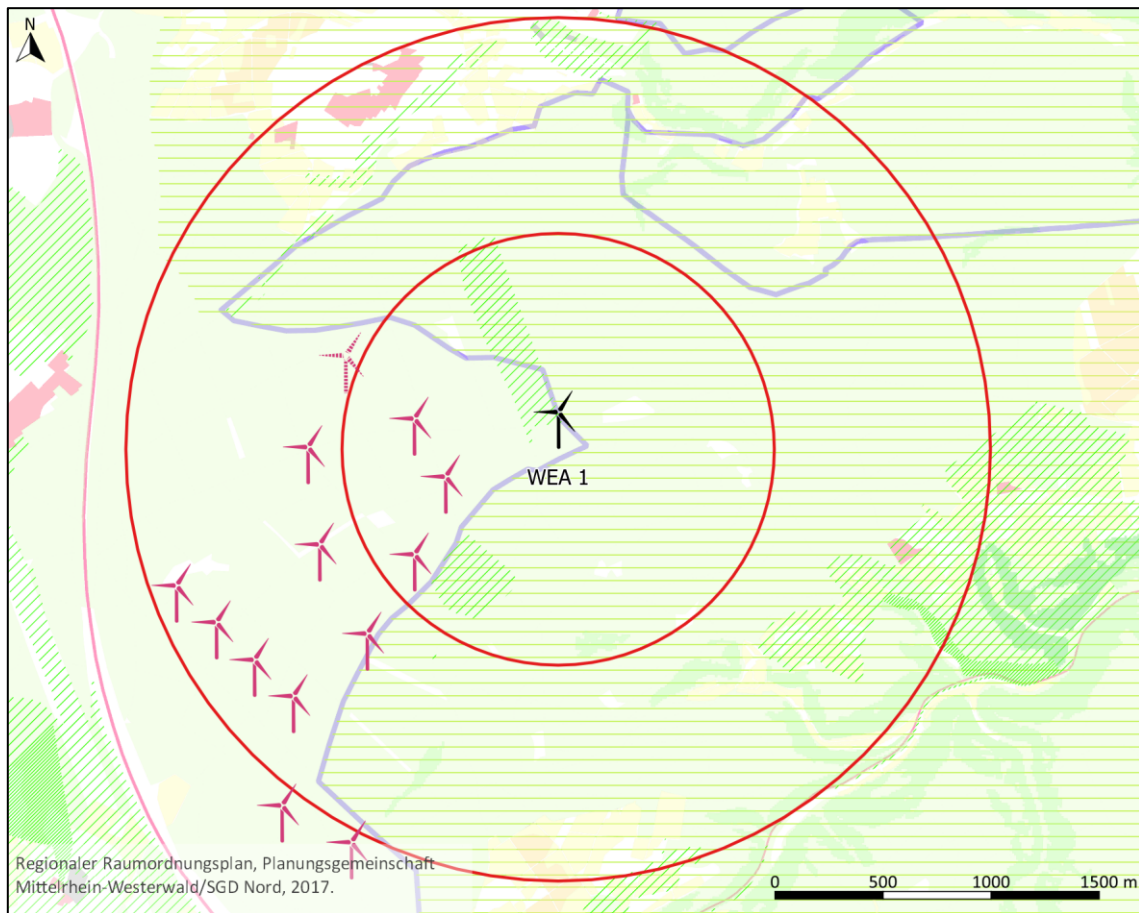 N
WEA 1
Regionaler Raumordnungsplan, Planungsgemeinschaft
Mittelrhein-Westerwald/SGD Nord, 2017.
0 500 1000 1500 m